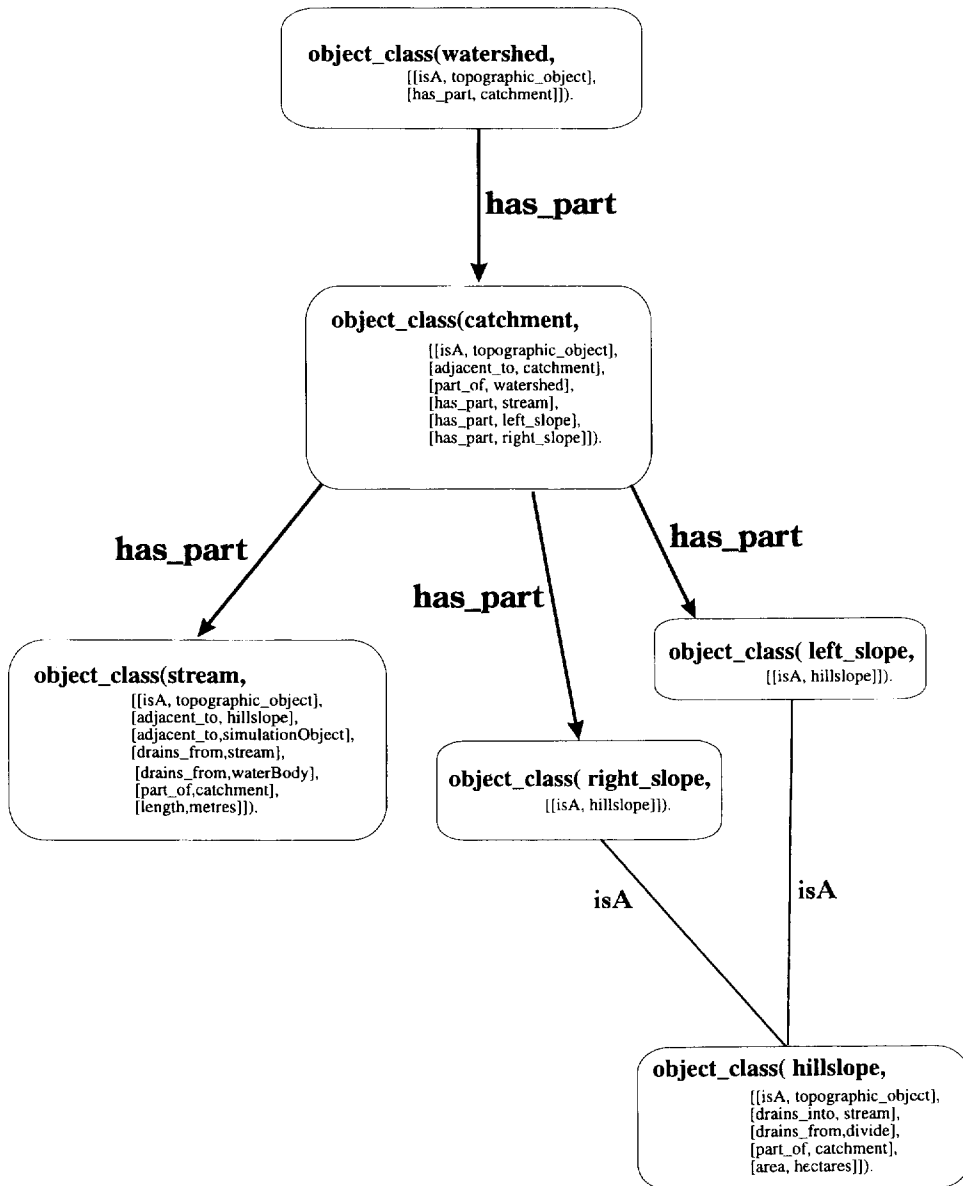 object_class(watershed,
[[isA, topographic_object],
[has_part, catchment]]).
has_part
object_class(catchment,
[[isA, topographic_object],
[adjacent_to, catchment],
[part_of, watershed],
[has_part, stream],
[has_part, left_slope],
[has_part, right_slope]]).
has_part
has_part
has_part
object_class(stream,
[[isA, topographic_object],
[adjacent_to, hillslope],
[adjacent_to,simulationObject],
[drains_from,stream],
[drains_from,waterBody],
[part_of,catchment],
[length,metres]]).
object_class( right_slope,
[[isA, hillslope]]).
object_class( left_slope,
[[isA, hillslope]]).
isA
isA
object_class( hillslope,
[[isA, topographic_object],
[drains_into, stream],
[drains_from,divide],
[part_of, catchment],
[area, hectares]]).